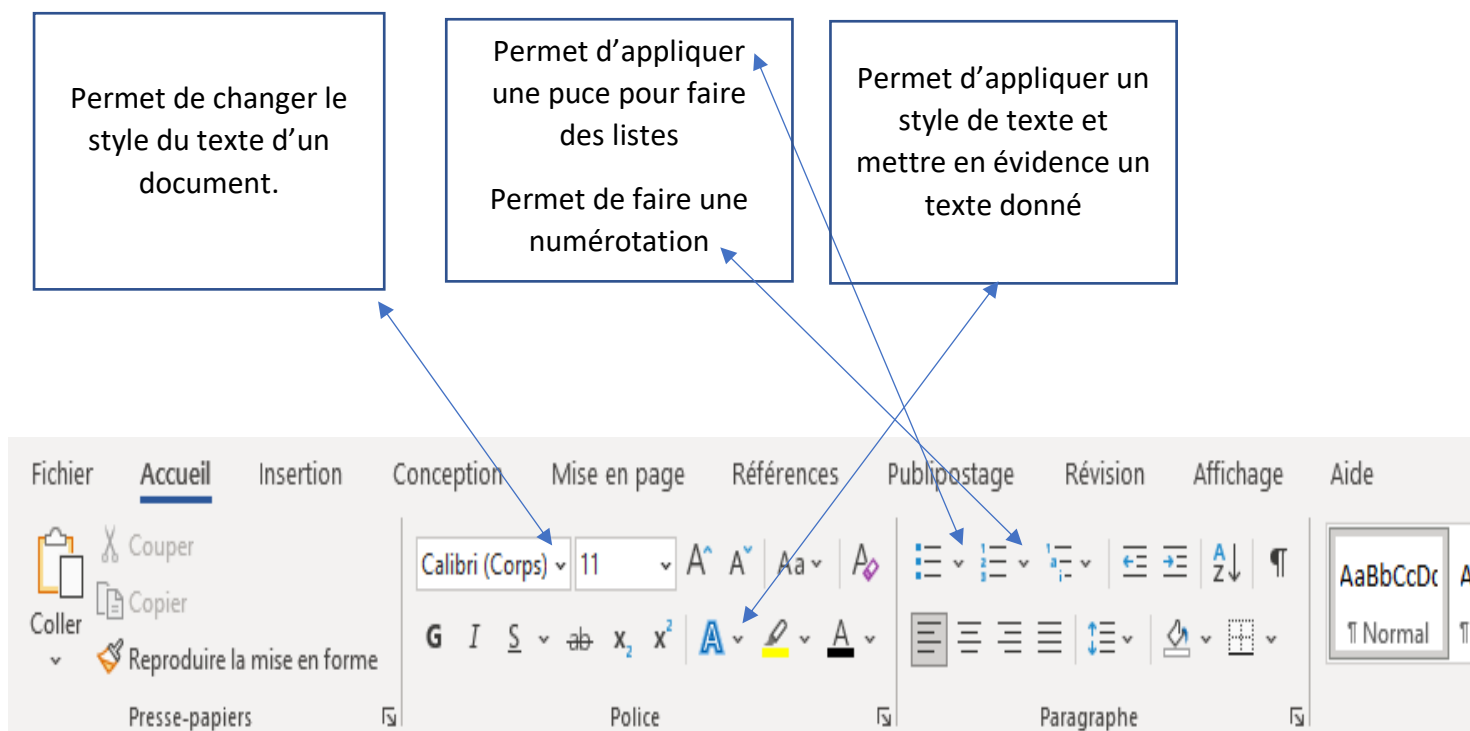 Permet de changer le
style du texte d’un
document.
Permet d’appliquer
une puce pour faire
des listes
Permet de faire une
numérotation
Permet d’appliquer un
style de texte et
mettre en évidence un
texte donné
Fichier Accueil Insertion Conception Mise en page Références Publipostage Révision Affichage Aide
Coller
Couper
Copier
Reproduire la mise en forme
Presse-papiers
Calibri (Corps) 11 A A Aa A
G I S ab x2 x2 A A
Police
A
Z
¶
Paragraphe
AaBbCcDc A
¶ Normal ¶